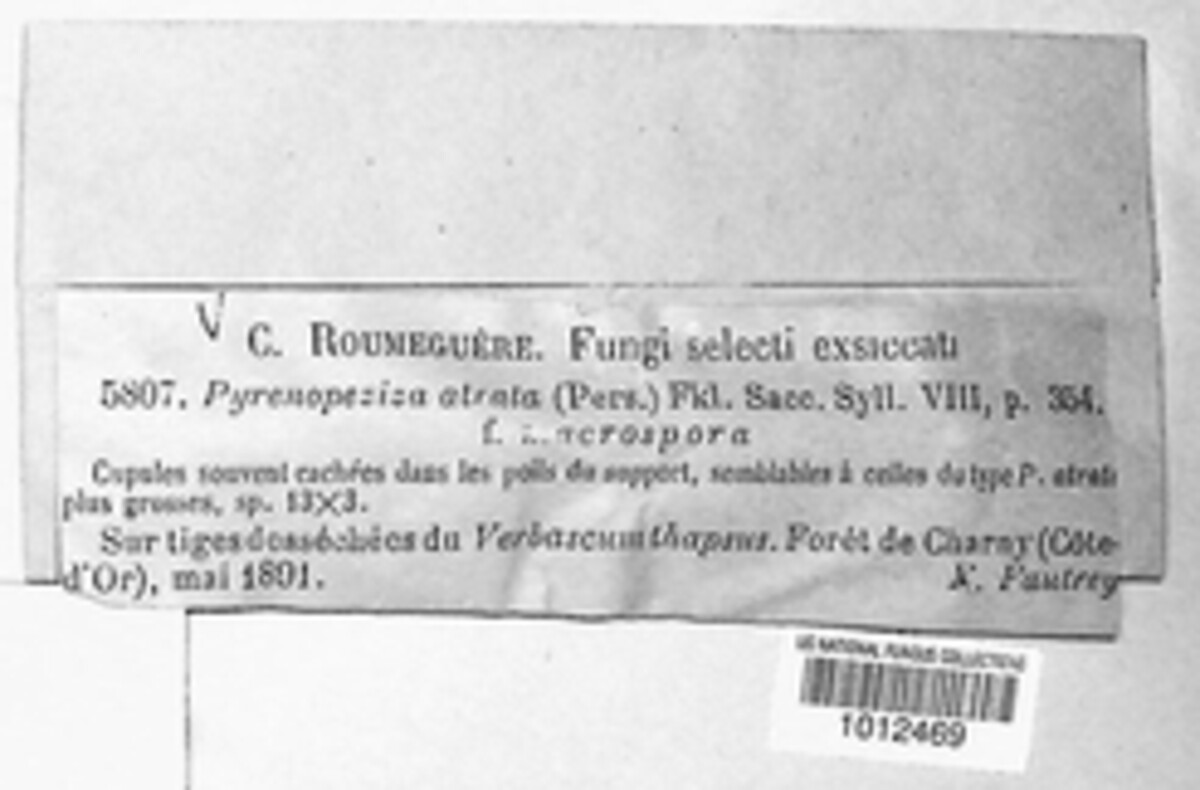 V
C. ROUMEGUÈRE. Fungi selecti exsiccati
5807. Pyrenopeziza atrata (Pers.) Fkl. Sacc. Syll. VIII, p. 354.
f. macrospora
Cupules souvent cachées dans les poils du support, semblables à celles du type P. atrata
plus grosses, sp. 13×3.
Sur tiges desséchées du Verbascum thapsus. Forêt de Charny (Côte-
d'Or), mai 1891.
F. Fautrey
US NATIONAL FUNGUS COLLECTIONS
1012469